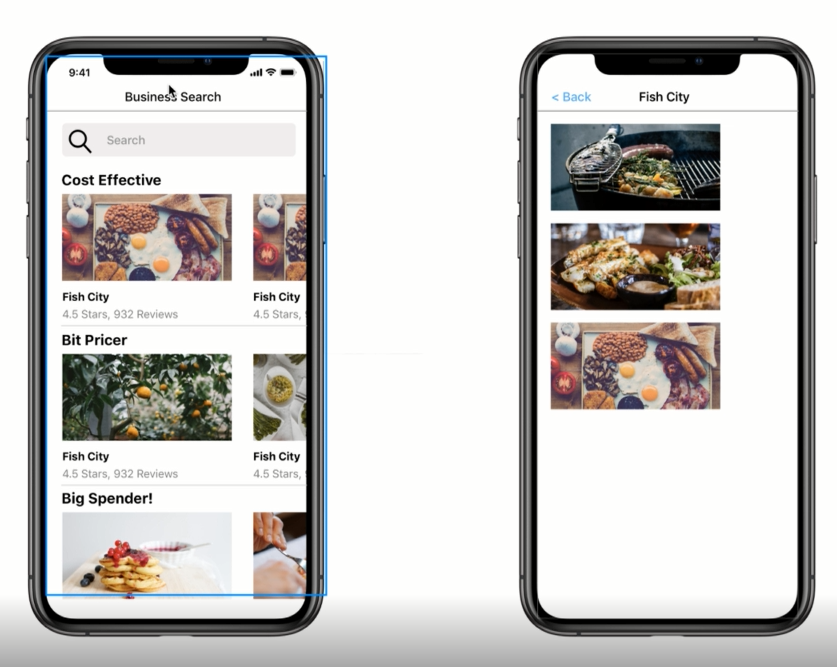 9:41
Business Search
Search
Cost Effective
Fish City
Fish City
4.5 Stars, 932 Reviews
4.5 Stars,
Bit Pricer
Fish City
Fish City
4.5 Stars, 932 Reviews
4.5 Stars,
Big Spender!
< Back
Fish City